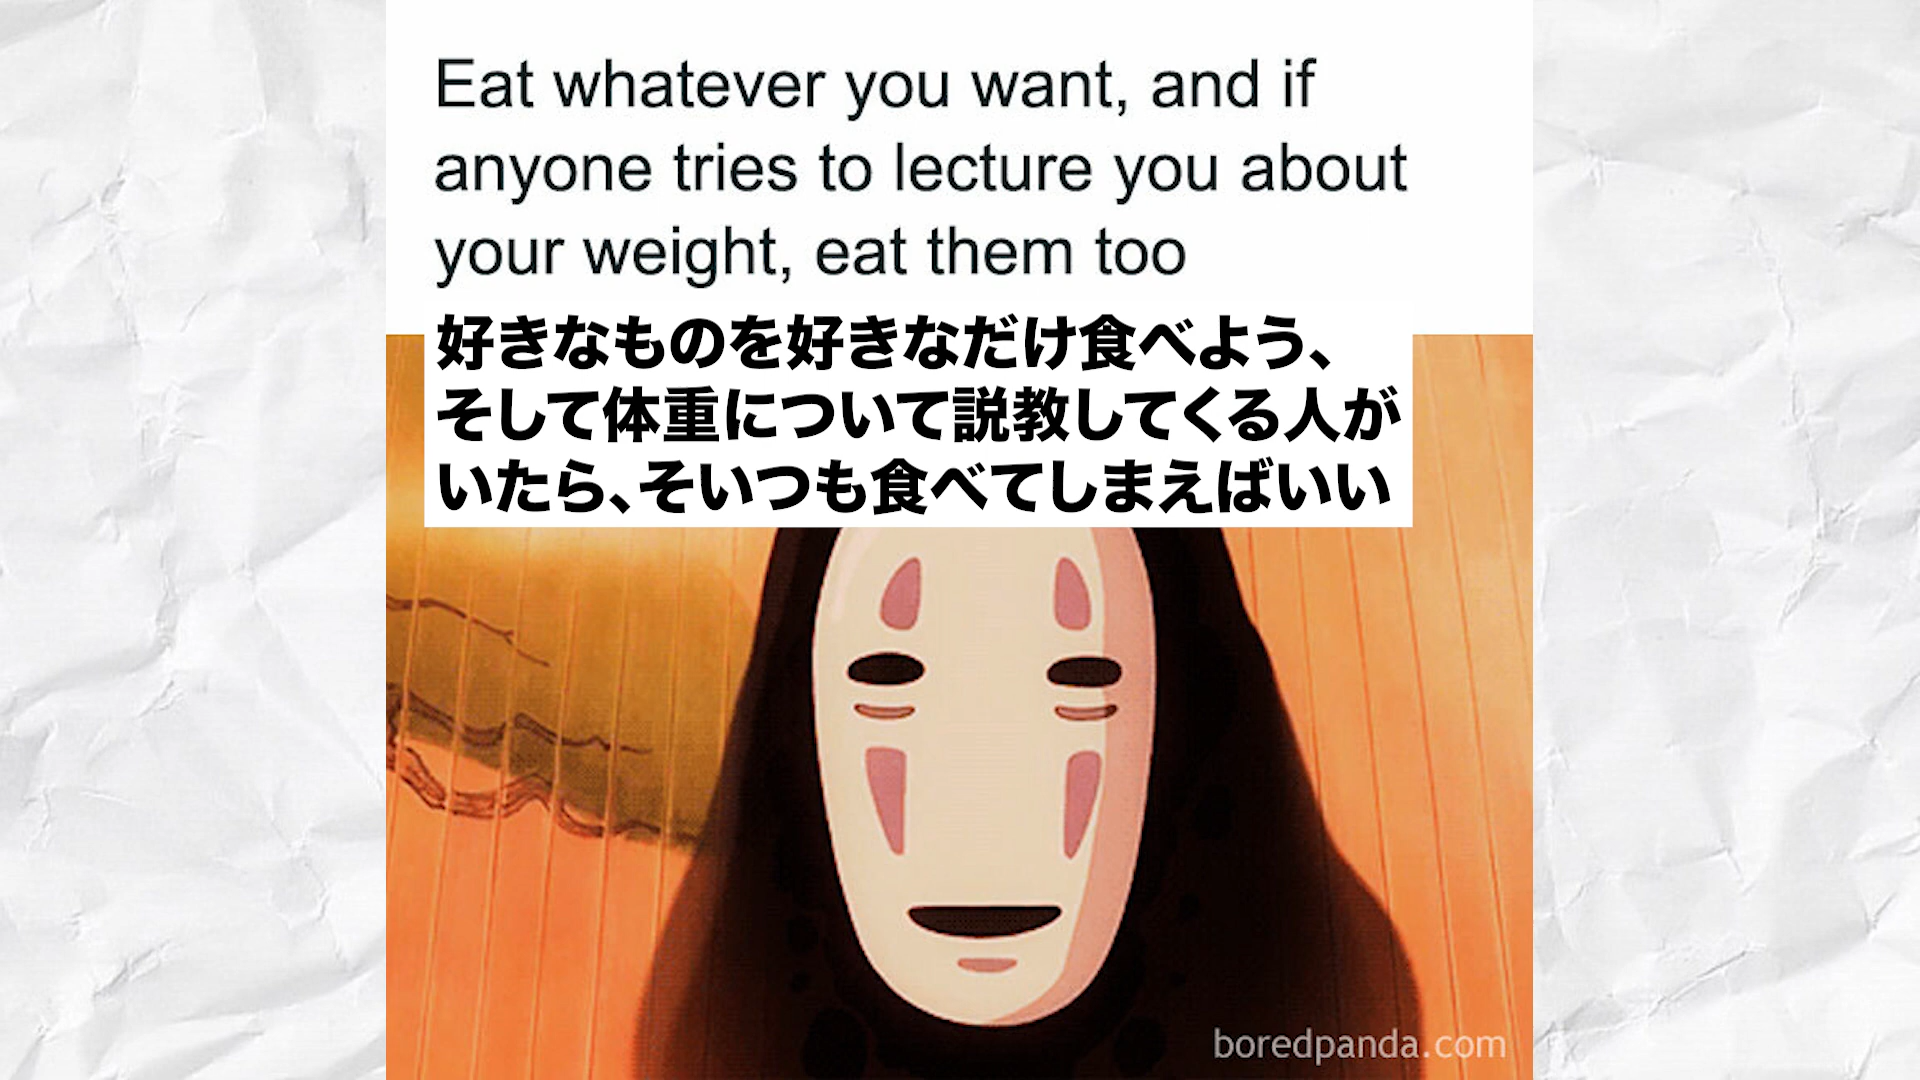 Eat whatever you want, and if
anyone tries to lecture you about
your weight, eat them too
好きなものを好きなだけ食べよう、
そして体重について説教してくる人が
いたら、そいつも食べてしまえばいい
boredpanda.com